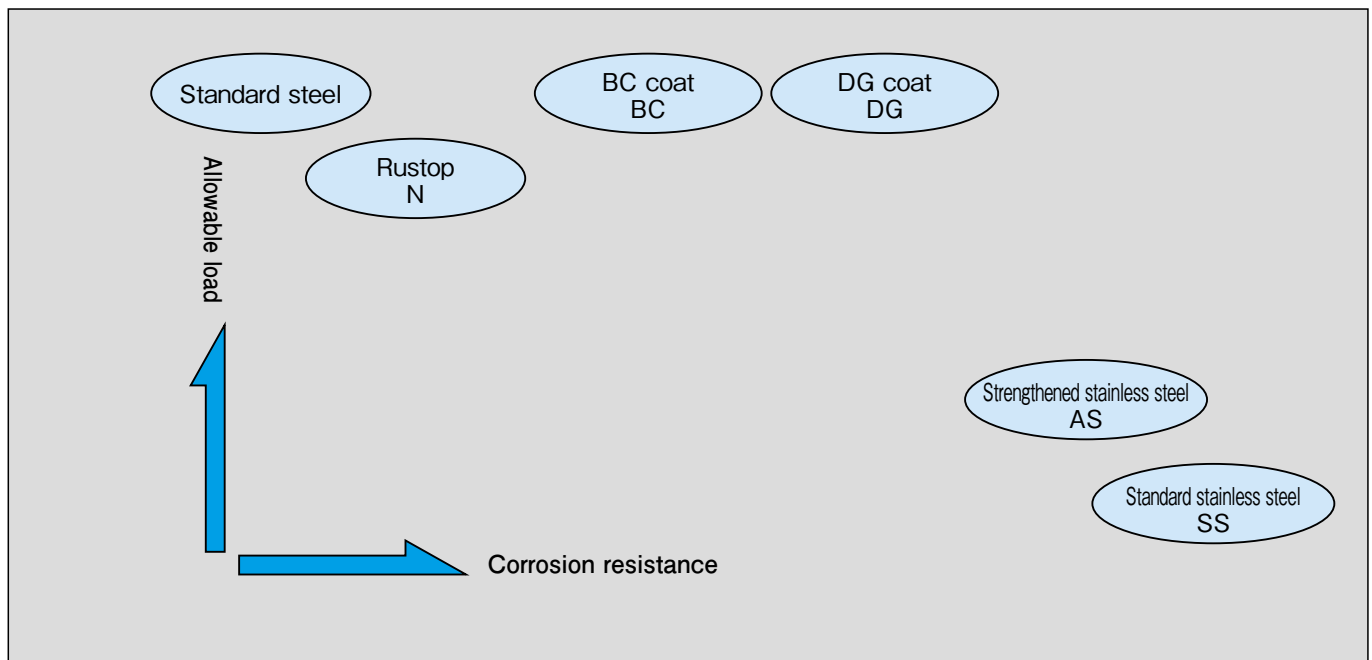 Standard steel
BC coat
BC
DG coat
DG
Rustop
N
Allowable load
Strengthened stainless steel
AS
Standard stainless steel
SS
Corrosion resistance